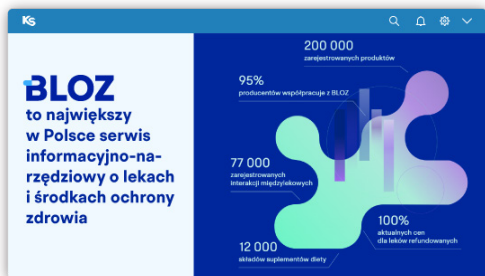 KS
BLOZ
to największy
w Polsce serwis
informacyjno-na-
rzędziowy o lekach
i środkach ochrony
zdrowia
200 000
zarejestrowanych produktów
95%
producentów współpracuje z BLOZ
77 000
zarejestrowanych
interakcji międzylekowych
100%
aktualnych cen
dla leków refundowanych
12 000
składów suplementów diety